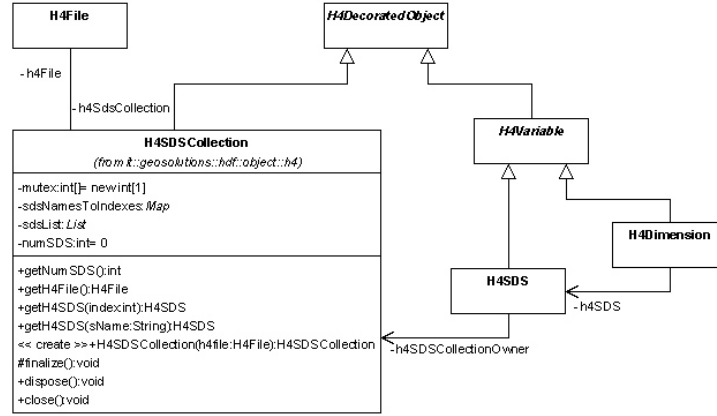 H4File
H4DecoratedObject
- h4File
- h4SdsCollection
H4SDSCollection
(from it::geosolutions::hdf::object::h4)
-mutex:int[]= new int[1]
-sdsNamesToIndexes:Map
-sdsList:List
-numSDS:int= 0
+getNumSDS():int
+getH4File():H4File
+getH4SDS(index:int):H4SDS
+getH4SDS(sName:String):H4SDS
<< create >>+H4SDSCollection(h4file:H4File):H4SDSCollection
#finalize():void
+dispose():void
+close():void
H4Variable
H4Dimension
H4SDS
- h4SDS
-h4SDSCollectionOwner